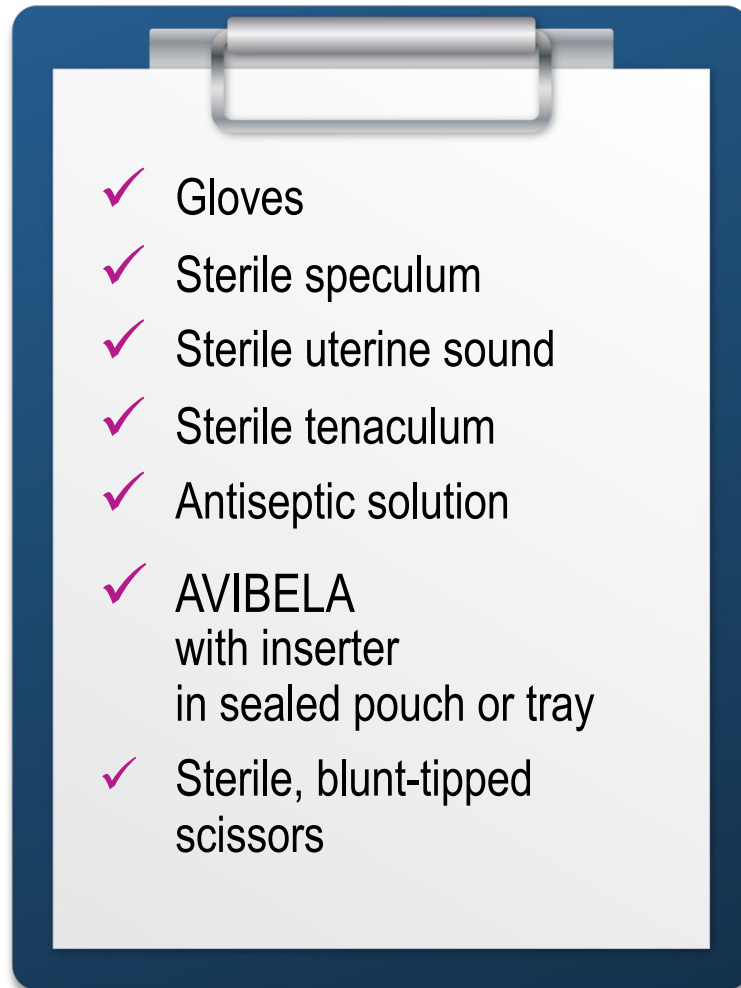 Gloves
Sterile speculum
Sterile uterine sound
Sterile tenaculum
Antiseptic solution
AVIBELA
with inserter
in sealed pouch or tray
Sterile, blunt-tipped
scissors